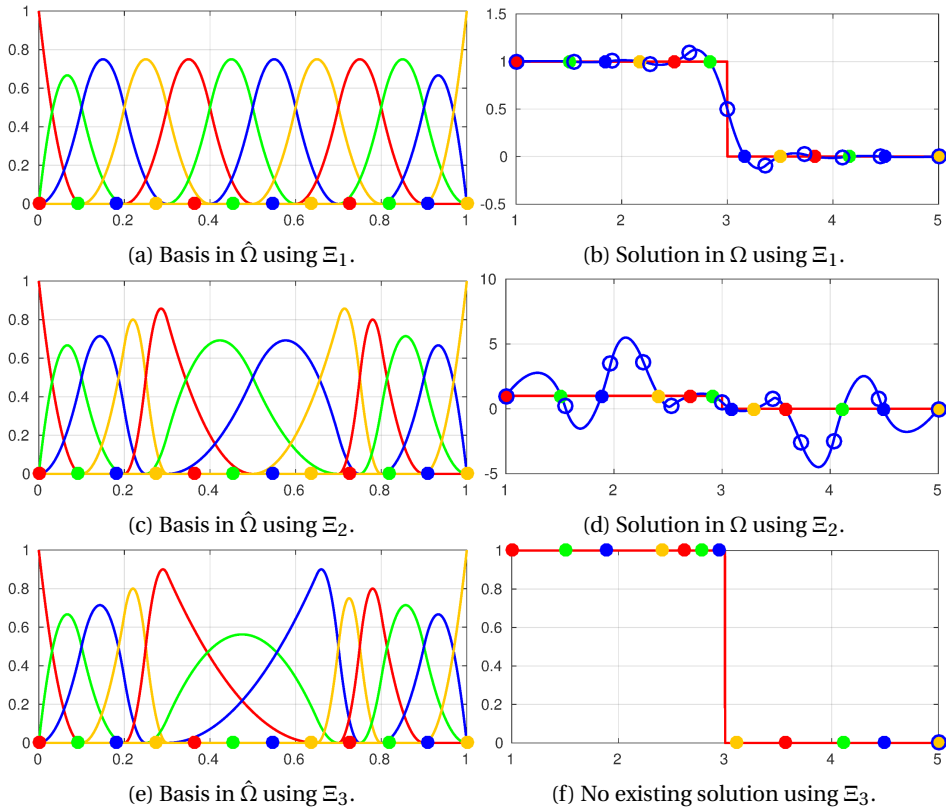 1
0.8
0.6
0.4
0.2
0
0 0.2 0.4 0.6 0.8 1
(a) Basis in Ω̂ using Ξ₁.
1.5
1
0.5
0
-0.5
1 2 3 4 5
(b) Solution in Ω using Ξ₁.
1
0.8
0.6
0.4
0.2
0
0 0.2 0.4 0.6 0.8 1
(c) Basis in Ω̂ using Ξ₂.
10
5
0
-5
1 2 3 4 5
(d) Solution in Ω using Ξ₂.
1
0.8
0.6
0.4
0.2
0
0 0.2 0.4 0.6 0.8 1
(e) Basis in Ω̂ using Ξ₃.
1
0.8
0.6
0.4
0.2
0
1 2 3 4 5
(f) No existing solution using Ξ₃.